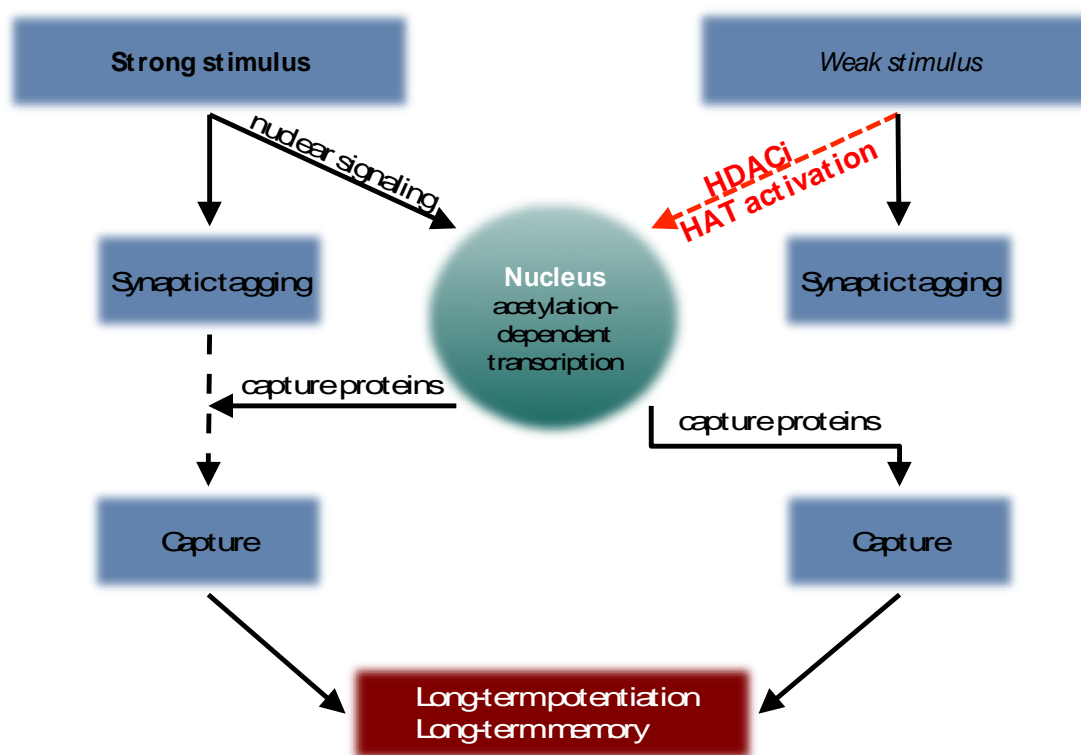 Strong stimulus
Weak stimulus
nuclear signaling
HDACi
HAT activation
Synaptic tagging
Nucleus
acetylation-
dependent
transcription
Synaptic tagging
capture proteins
capture proteins
Capture
Capture
Long-term potentiation
Long-term memory